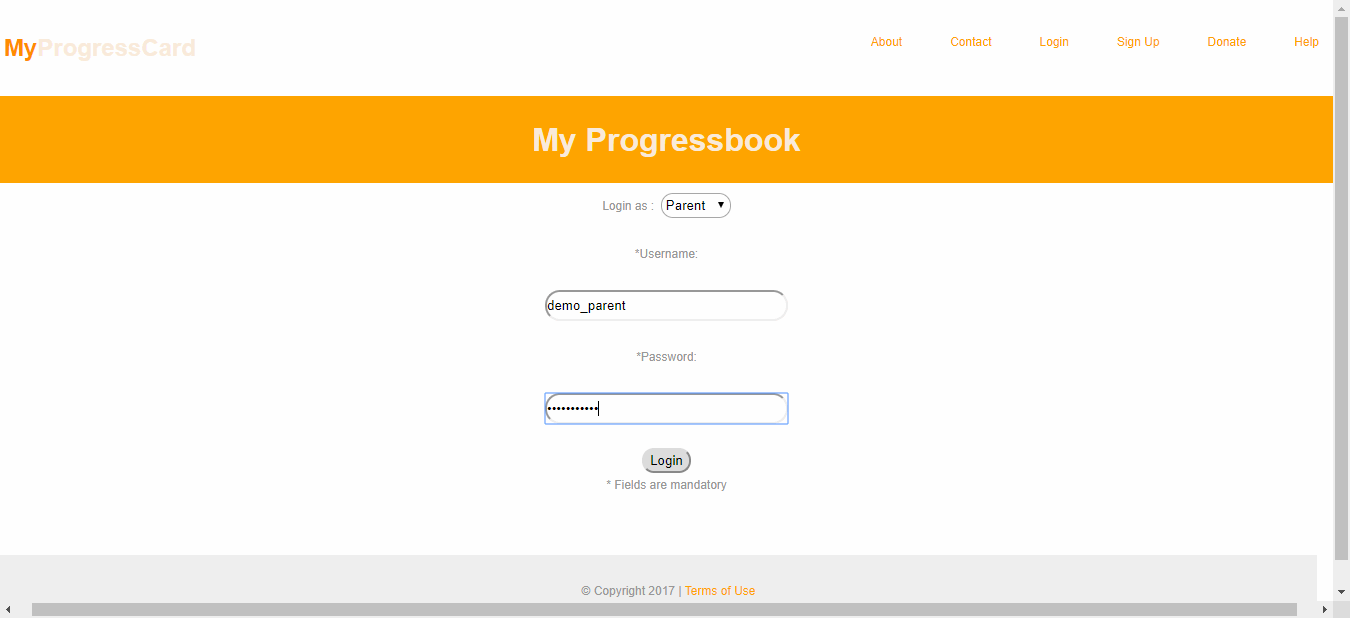 MyProgressCard
About Contact Login Sign Up Donate Help
My Progressbook
Login as : Parent
*Username:
demo_parent
*Password:
•••••••••••
Login
* Fields are mandatory
© Copyright 2017 | Terms of Use